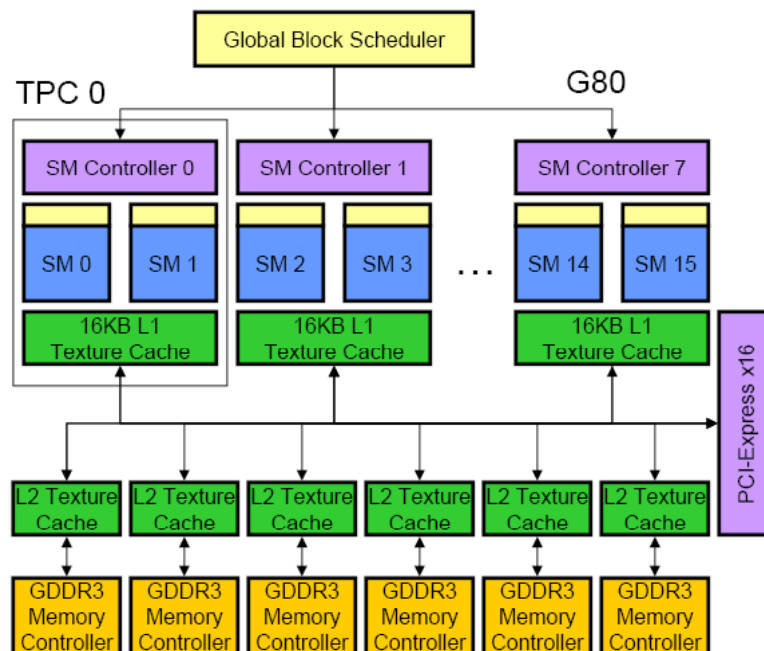 Global Block Scheduler
TPC 0
G80
SM Controller 0
SM Controller 1
SM Controller 7
SM 0
SM 1
SM 2
SM 3
...
SM 14
SM 15
16KB L1
Texture Cache
16KB L1
Texture Cache
16KB L1
Texture Cache
PCI-Express x16
L2 Texture
Cache
L2 Texture
Cache
L2 Texture
Cache
L2 Texture
Cache
L2 Texture
Cache
L2 Texture
Cache
GDDR3
Memory
Controller
GDDR3
Memory
Controller
GDDR3
Memory
Controller
GDDR3
Memory
Controller
GDDR3
Memory
Controller
GDDR3
Memory
Controller